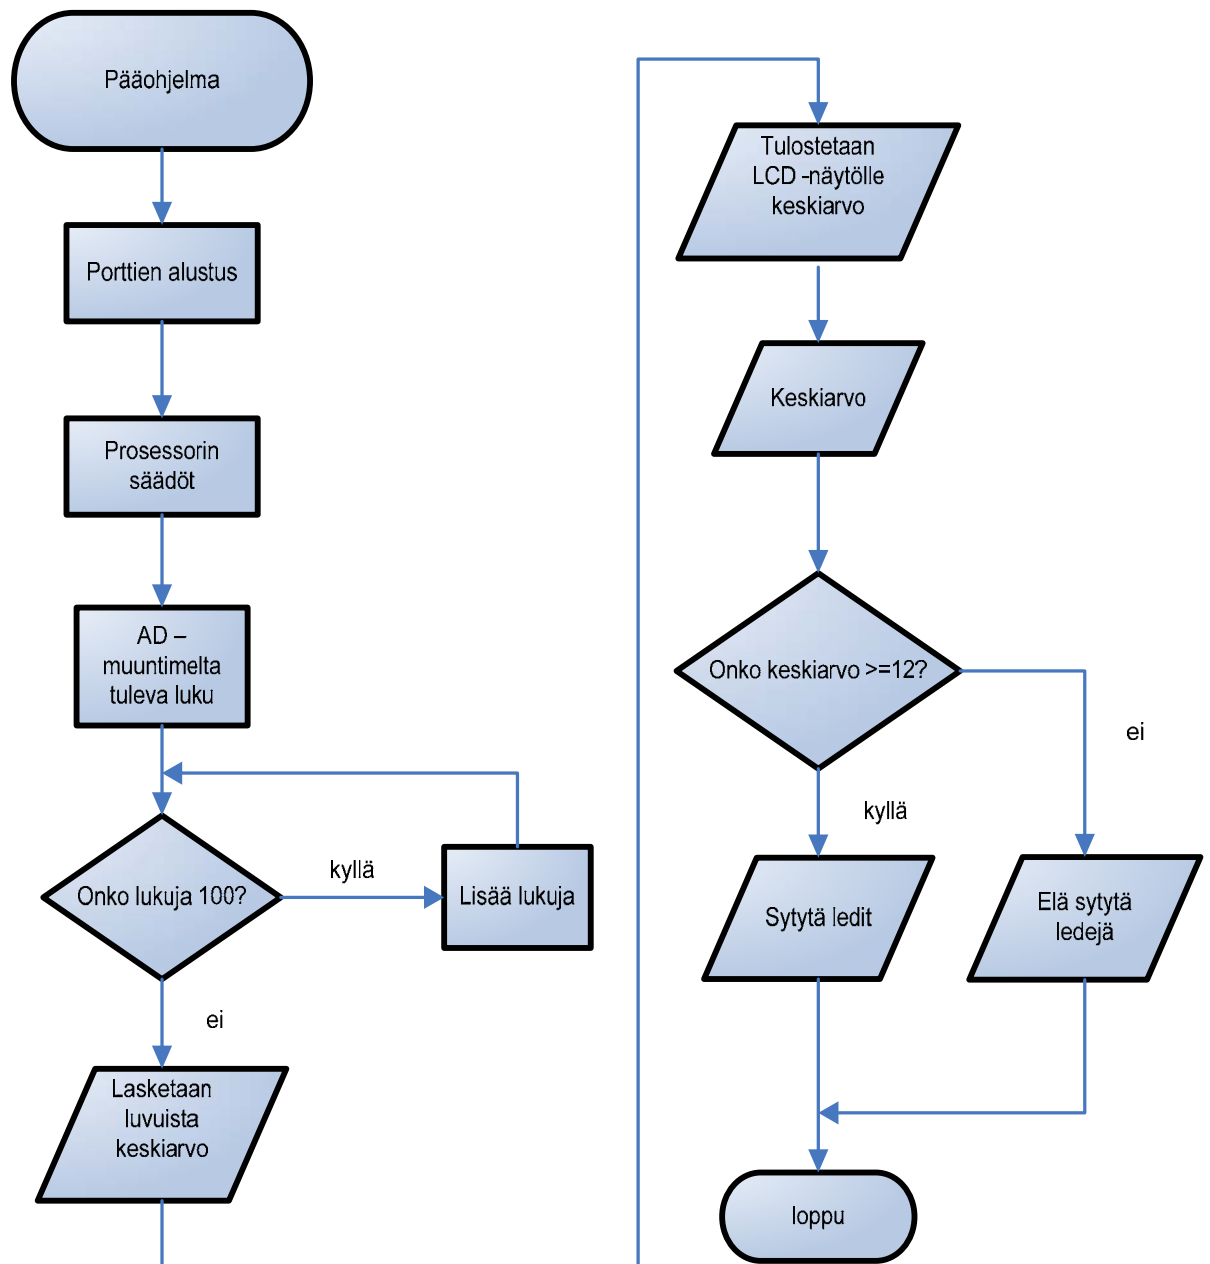 Pääohjelma
Porttien alustus
Prosessorin
säädöt
AD –
muuntimelta
tuleva luku
Onko lukuja 100?
kyllä
Lisää lukuja
ei
Lasketaan
luvuista
keskiarvo
Tulostetaan
LCD -näytölle
keskiarvo
Keskiarvo
Onko keskiarvo >=12?
ei
kyllä
Sytytä ledit
Elä sytytä
ledejä
loppu